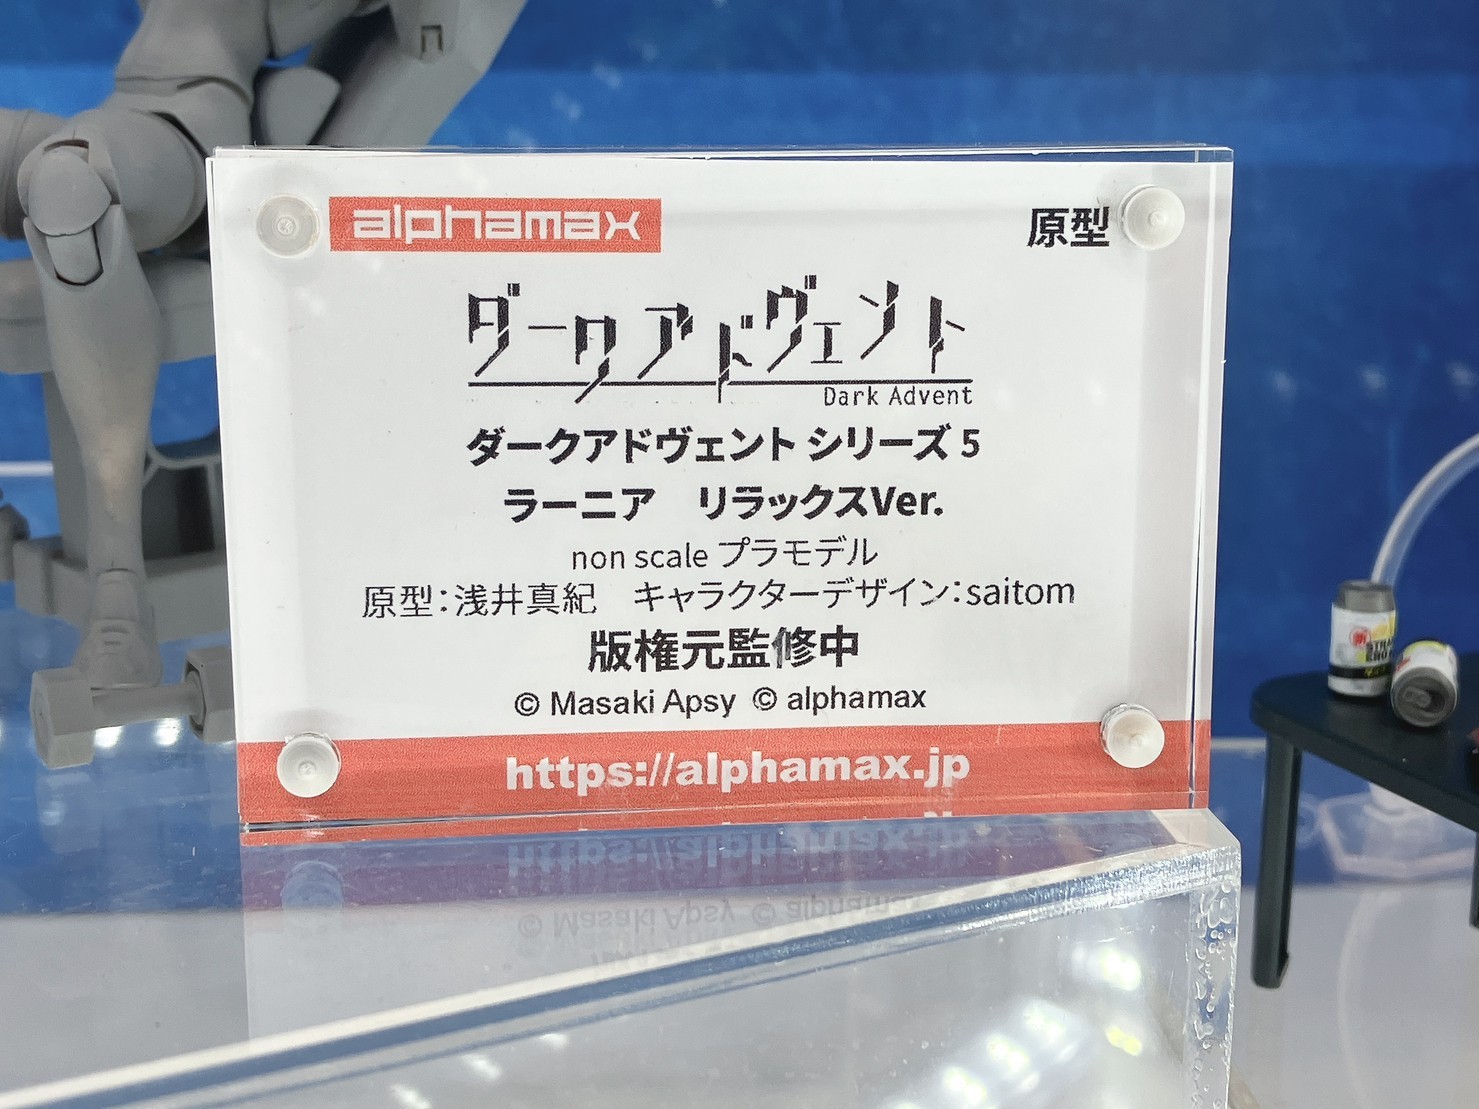 alphamax
原型
ダークアドヴェント
Dark Advent
ダークアドヴェント シリーズ 5
ラーニア　リラックスVer.
non scale プラモデル
原型：浅井真紀　キャラクターデザイン：saitom
版権元監修中
© Masaki Apsy © alphamax
https://alphamax.jp